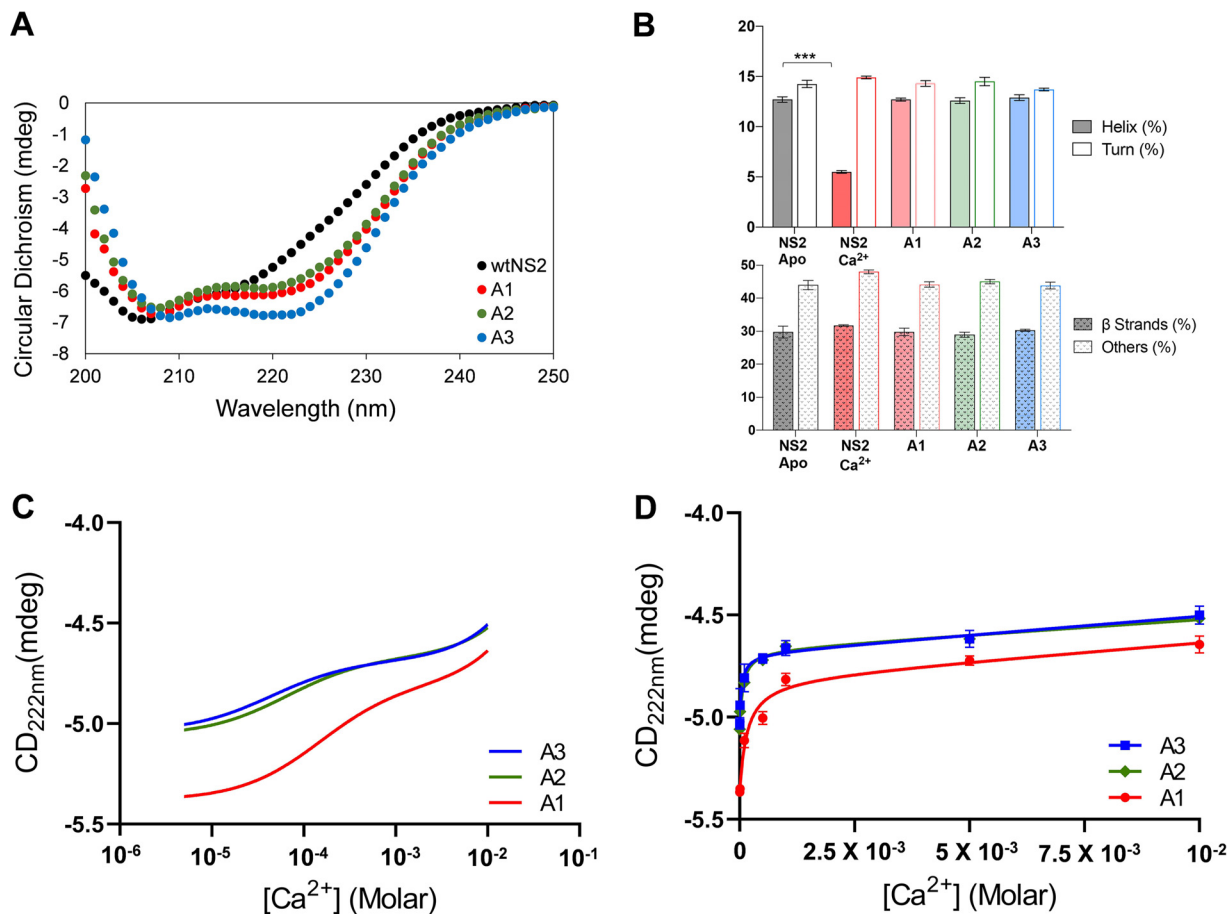 A
Circular Dichroism (mdeg)
0
-1
-2
-3
-4
-5
-6
-7
-8
200
210
220
230
240
250
Wavelength (nm)
wtNS2
A1
A2
A3
B
20
15
10
5
0
***
NS2 Apo
NS2 Ca²⁺
A1
A2
A3
Helix (%)
Turn (%)
50
40
30
20
10
0
NS2 Apo
NS2 Ca²⁺
A1
A2
A3
β Strands (%)
Others (%)
C
CD222nm(mdeg)
-4.0
-4.5
-5.0
-5.5
10⁻⁶
10⁻⁵
10⁻⁴
10⁻³
10⁻²
10⁻¹
[Ca²⁺] (Molar)
A3
A2
A1
D
CD222nm(mdeg)
-4.0
-4.5
-5.0
-5.5
0
2.5 X 10⁻³
5 X 10⁻³
7.5 X 10⁻³
10⁻²
[Ca²⁺] (Molar)
A3
A2
A1